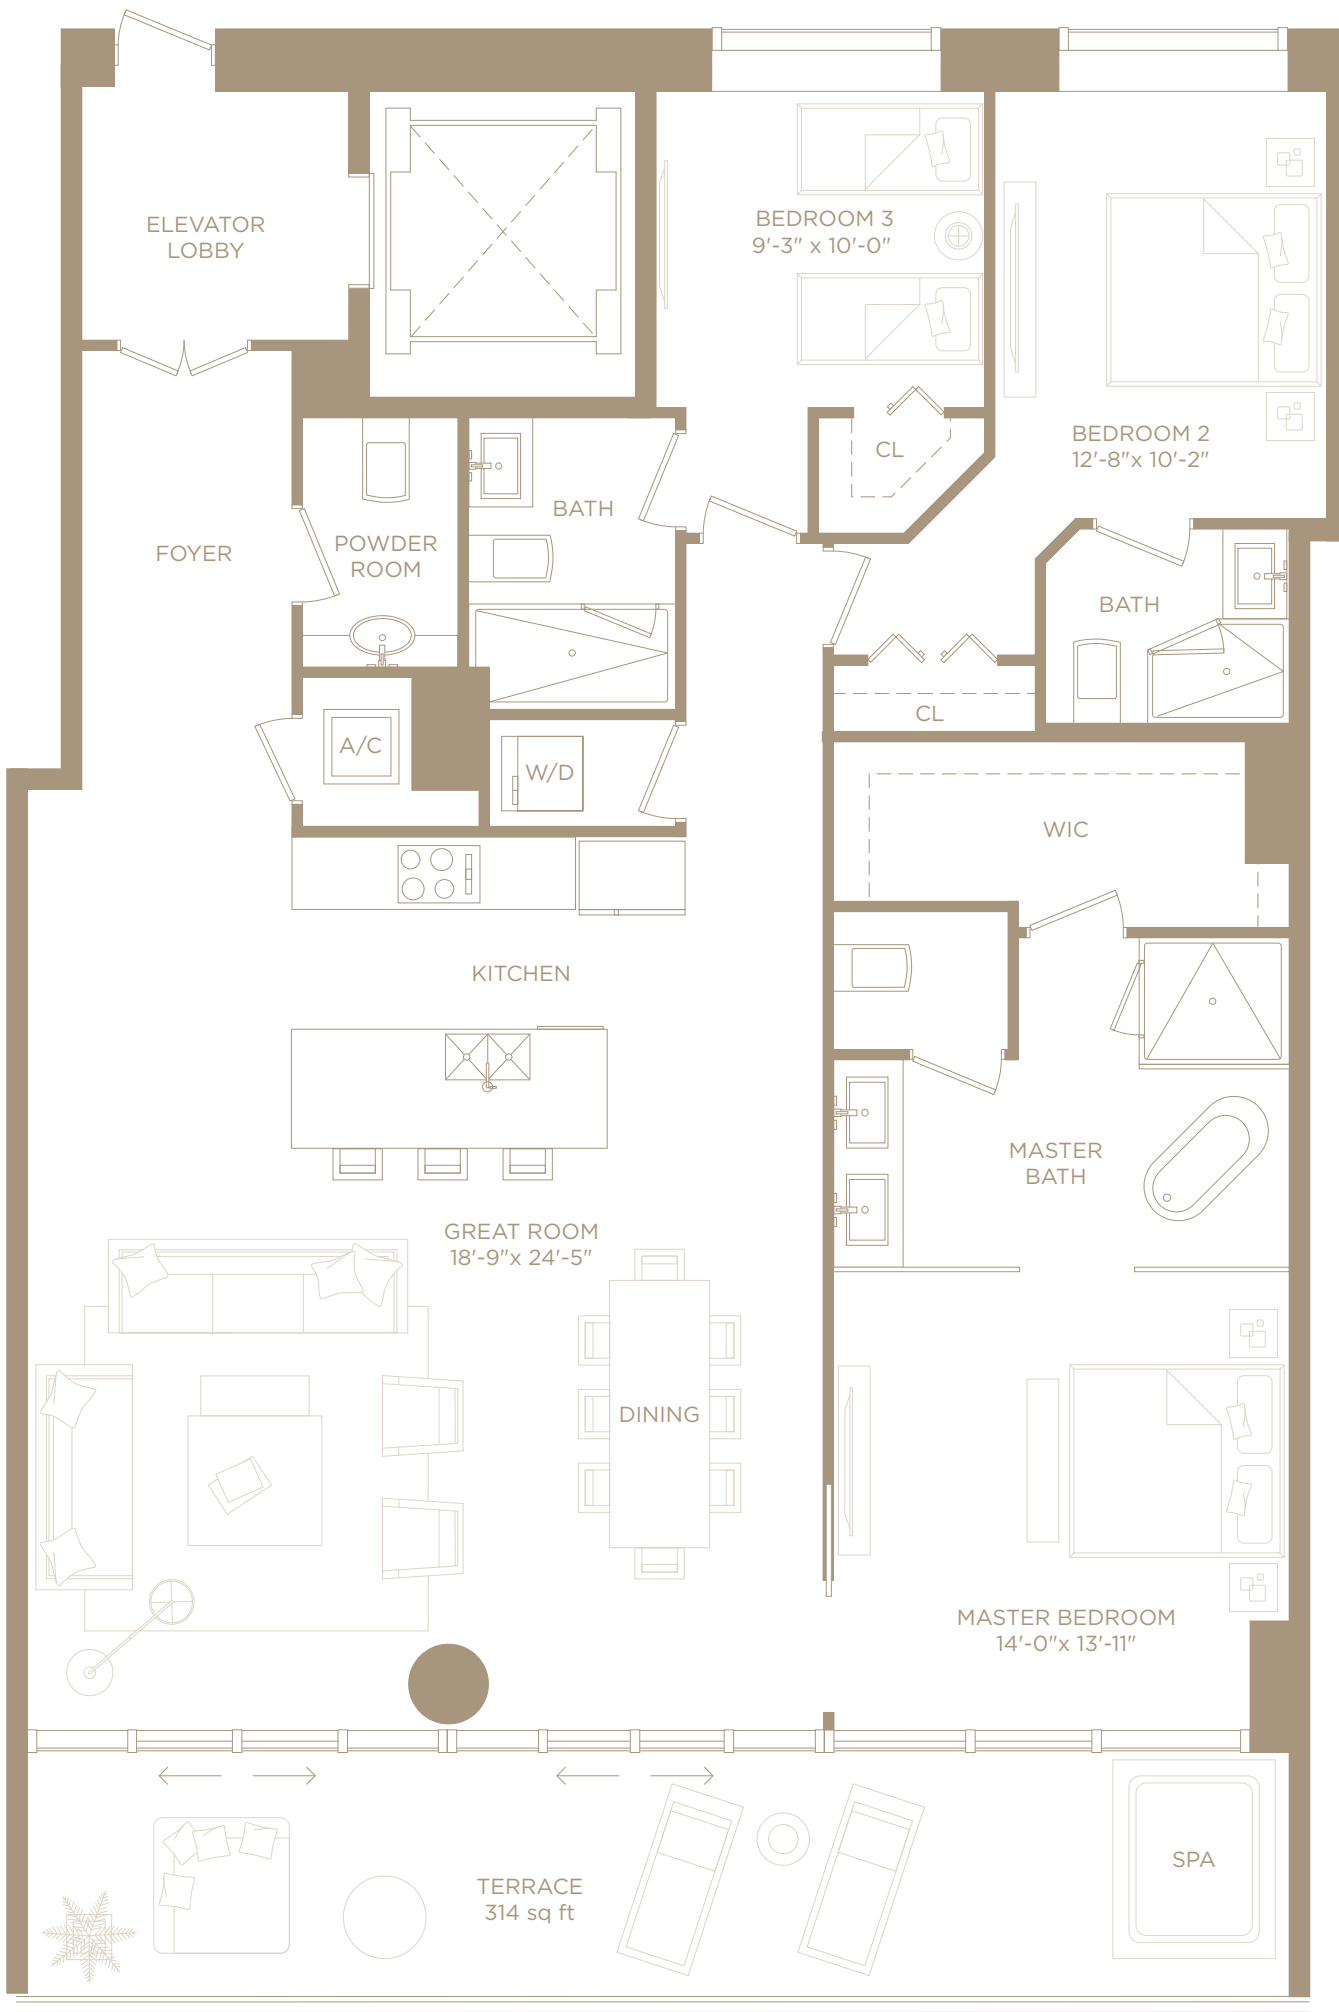 ELEVATOR
LOBBY
BEDROOM 3
9'-3" x 10'-0"
BEDROOM 2
12'-8"x 10'-2"
CL
BATH
FOYER
POWDER
ROOM
BATH
CL
A/C
W/D
WIC
KITCHEN
MASTER
BATH
GREAT ROOM
18'-9"x 24'-5"
DINING
MASTER BEDROOM
14'-0"x 13'-11"
SPA
TERRACE
314 sq ft